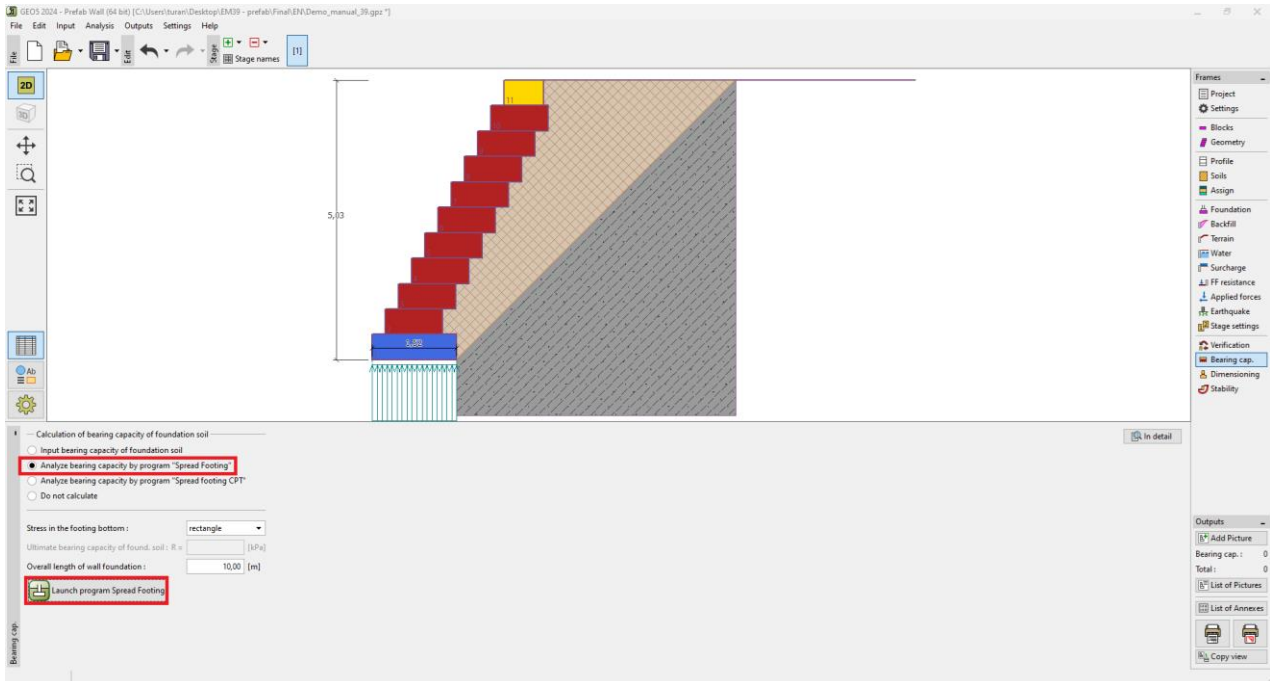 GEO5 2024 - Prefab Wall (64 bit) [C:\Users\turan\Desktop\EM39 - prefab\Final\EN\Demo_manual_39.gpz *]
File Edit Input Analysis Outputs Settings Help
File
Edit
Stage
Stage names
[1]
2D
3D
11
5,03
Frames
Project
Settings
Blocks
Geometry
Profile
Soils
Assign
Foundation
Backfill
Terrain
Water
Surcharge
FF resistance
Applied forces
Earthquake
Stage settings
Verification
Bearing cap.
Dimensioning
Stability
Calculation of bearing capacity of foundation soil
Input bearing capacity of foundation soil
Analyze bearing capacity by program "Spread Footing"
Analyze bearing capacity by program "Spread footing CPT"
Do not calculate
Stress in the footing bottom : rectangle
Ultimate bearing capacity of found. soil : R = [kPa]
Overall length of wall foundation : 10,00 [m]
Launch program Spread Footing
Bearing cap.
In detail
Outputs
Add Picture
Bearing cap. : 0
Total : 0
List of Pictures
List of Annexes
Copy view